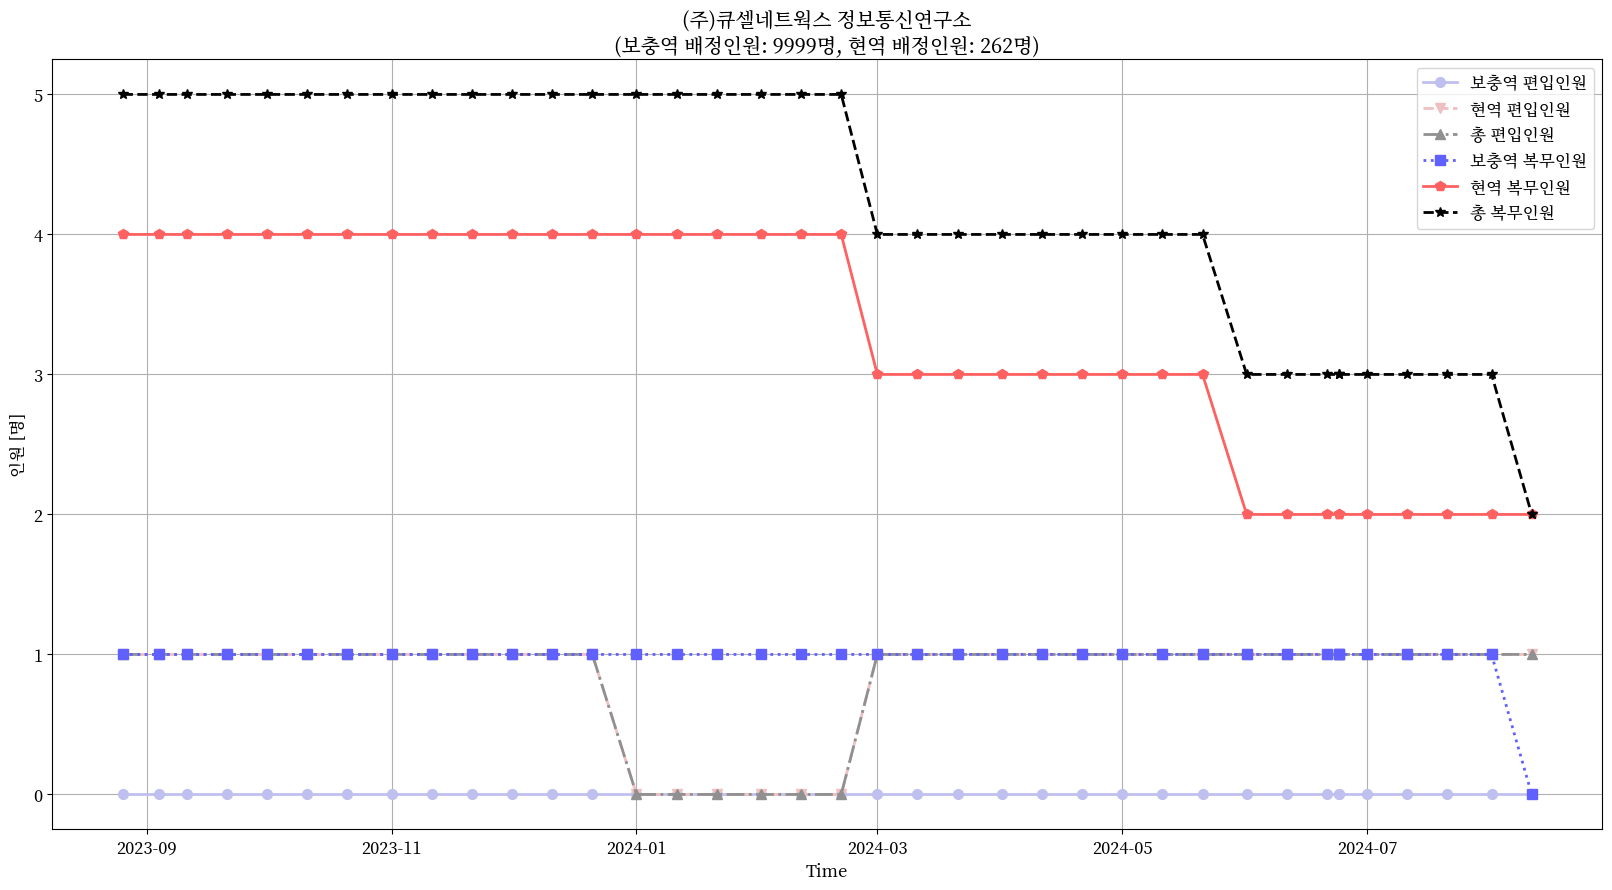 (주)큐셀네트웍스 정보통신연구소
(보충역 배정인원: 9999명, 현역 배정인원: 262명)
보충역 편입인원
현역 편입인원
총 편입인원
보충역 복무인원
현역 복무인원
총 복무인원
인원 [명]
5
4
3
2
1
0
2023-09
2023-11
2024-01
2024-03
2024-05
2024-07
Time